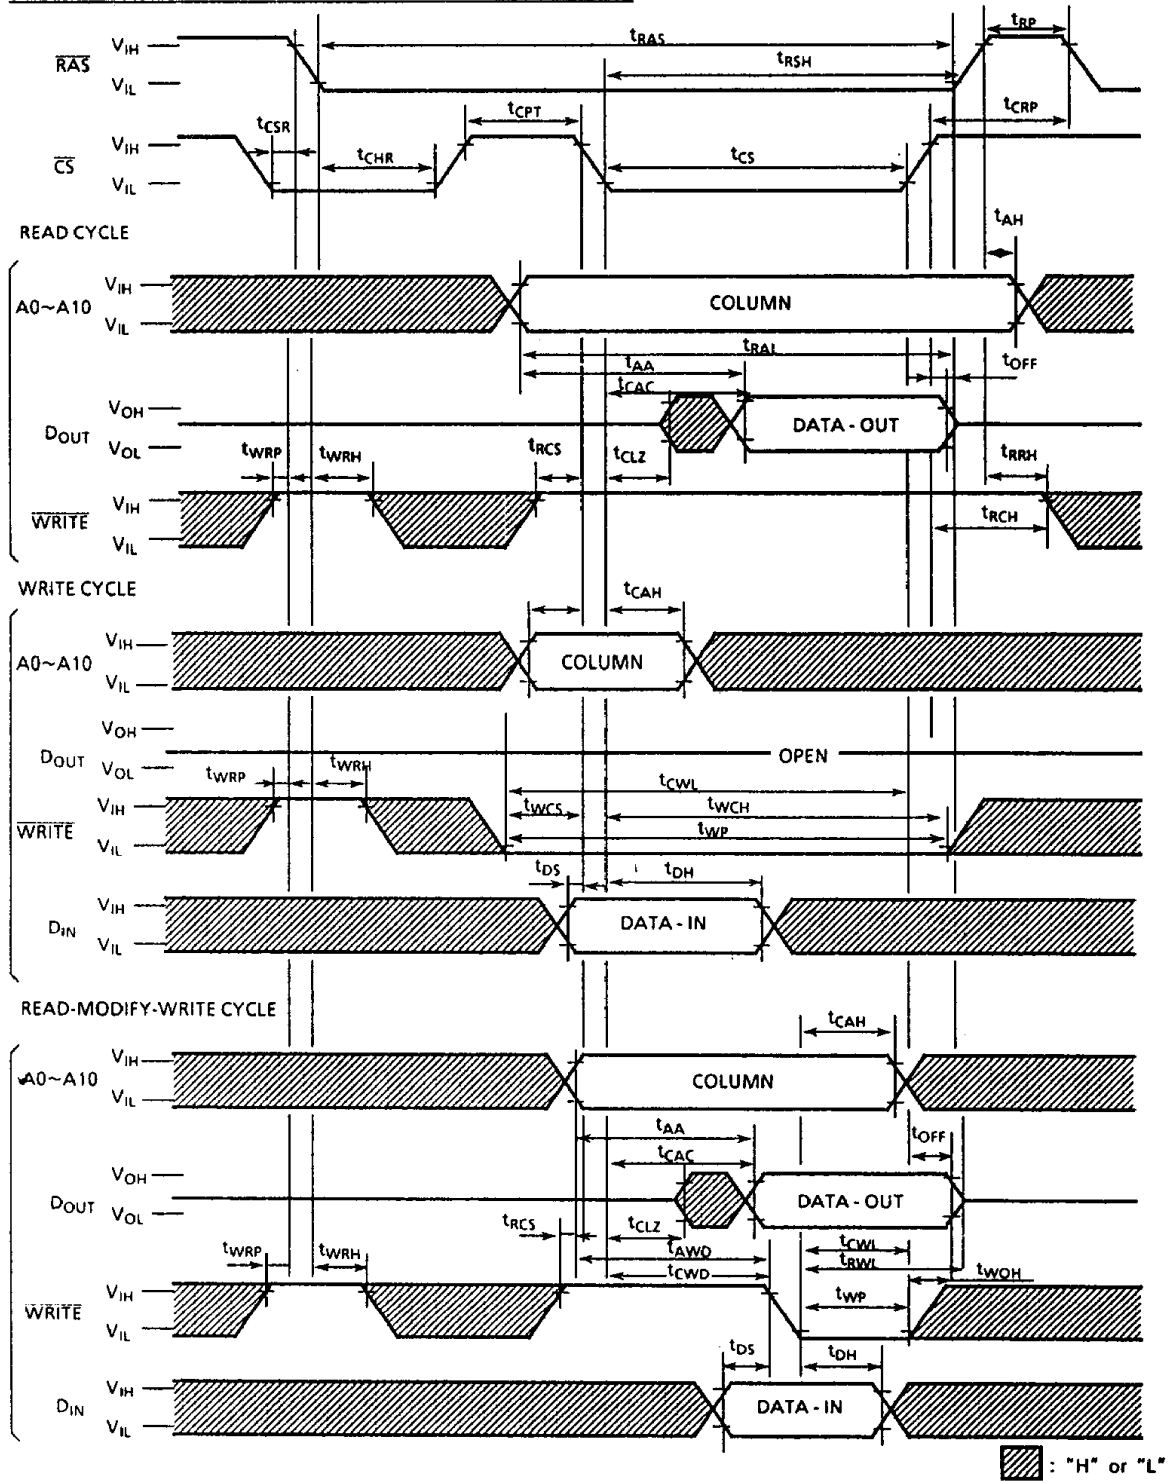 tRP
tRAS
RAS
VIH
tRSH
VIL
tCSR
tCPT
tCRP
CS
VIH
tCHR
tCS
VIL
tAH
READ CYCLE
A0~A10
VIH
COLUMN
VIL
tRAL
tAA
tOFF
tCAC
DOUT
VOH
DATA - OUT
VOL
tWRP
tWRH
tRCS
tCLZ
tRRH
WRITE
VIH
tRCH
VIL
WRITE CYCLE
tCAH
A0~A10
VIH
COLUMN
VIL
DOUT
VOH
OPEN
VOL
tWRP
tWRH
tCWL
WRITE
VIH
tWCS
tWCH
tWP
VIL
tDS
tDH
DIN
VIH
DATA - IN
VIL
READ-MODIFY-WRITE CYCLE
tCAH
A0~A10
VIH
COLUMN
VIL
tAA
tOFF
tCAC
DOUT
VOH
DATA - OUT
VOL
tRCS
tCLZ
tWRP
tWRH
tAWD
tCWL
tRWL
tCWD
tWOH
WRITE
VIH
tWP
VIL
tDS
tDH
DIN
VIH
DATA - IN
VIL
: "H" or "L"